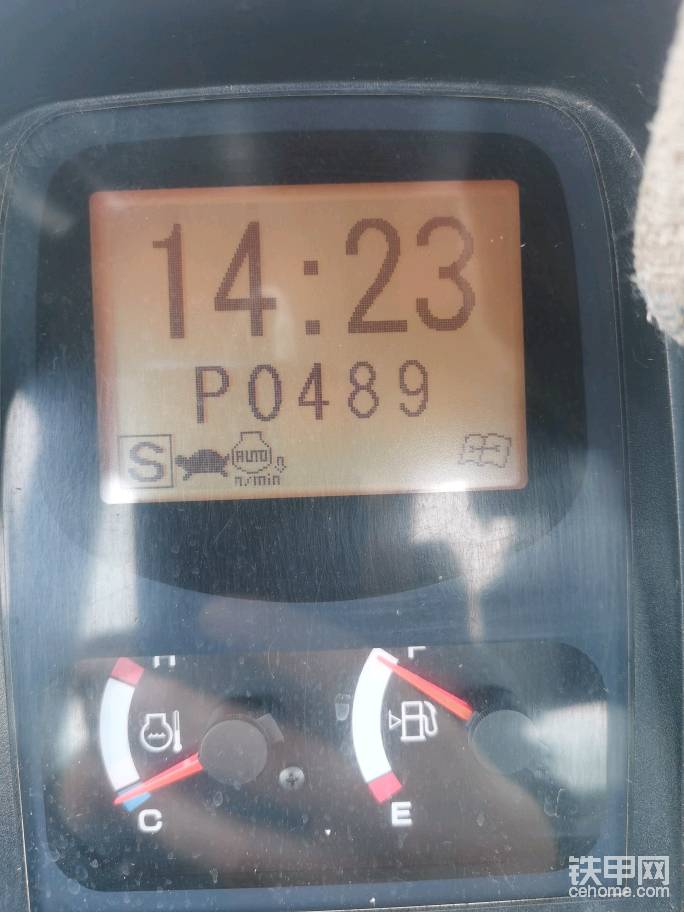 14:23
P0489
S
AUTO
n/min
H
F
C
E
铁甲网
cehome.com